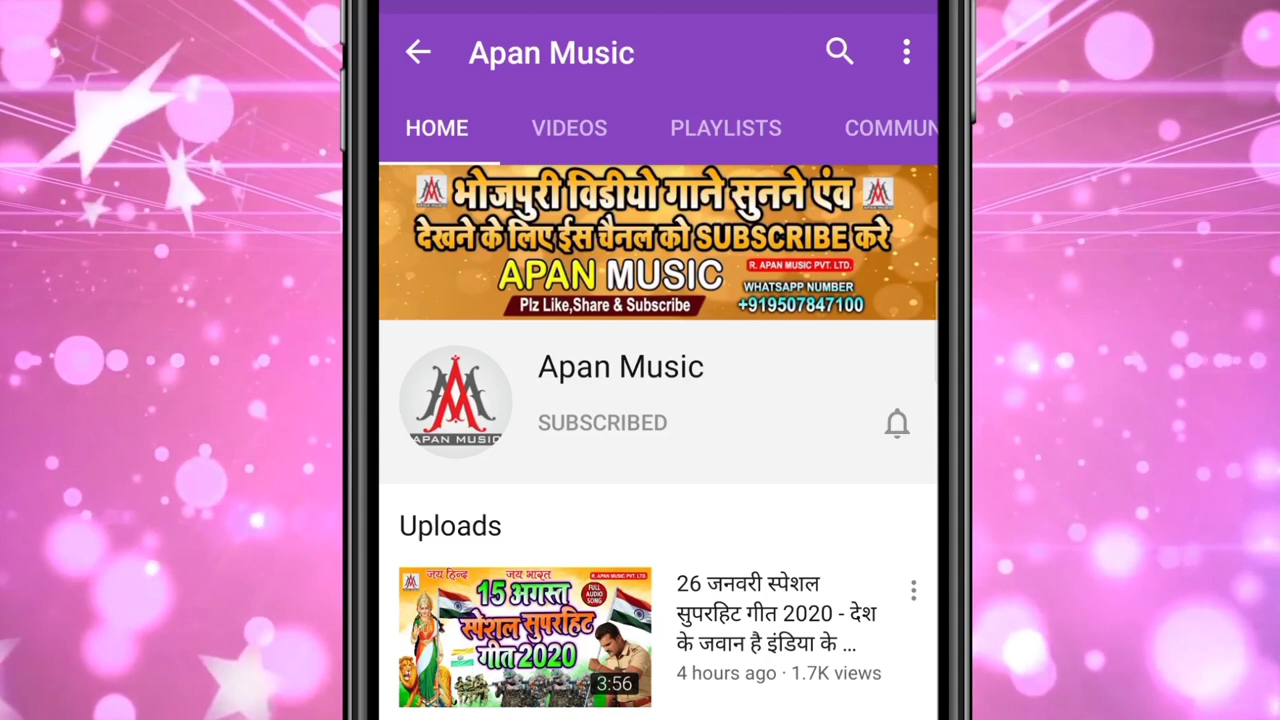 Apan Music
HOME VIDEOS PLAYLISTS COMMUN
भोजपुरी विडीयो गाने सुनने एंव
देखने के लिए ईस चैनल को SUBSCRIBE करे
APAN MUSIC
R. APAN MUSIC PVT. LTD.
WHATSAPP NUMBER
+919507847100
Plz Like,Share & Subscribe
Apan Music
SUBSCRIBED
APAN MUSIC
Uploads
जय हिन्द जय भारत
R. APAN MUSIC PVT. LTD
15 अगस्त
FULL
AUDIO
SONG
स्पेशल सुपरहिट
गीत 2020
3:56
26 जनवरी स्पेशल
सुपरहिट गीत 2020 - देश
के जवान है इंडिया के ...
4 hours ago · 1.7K views